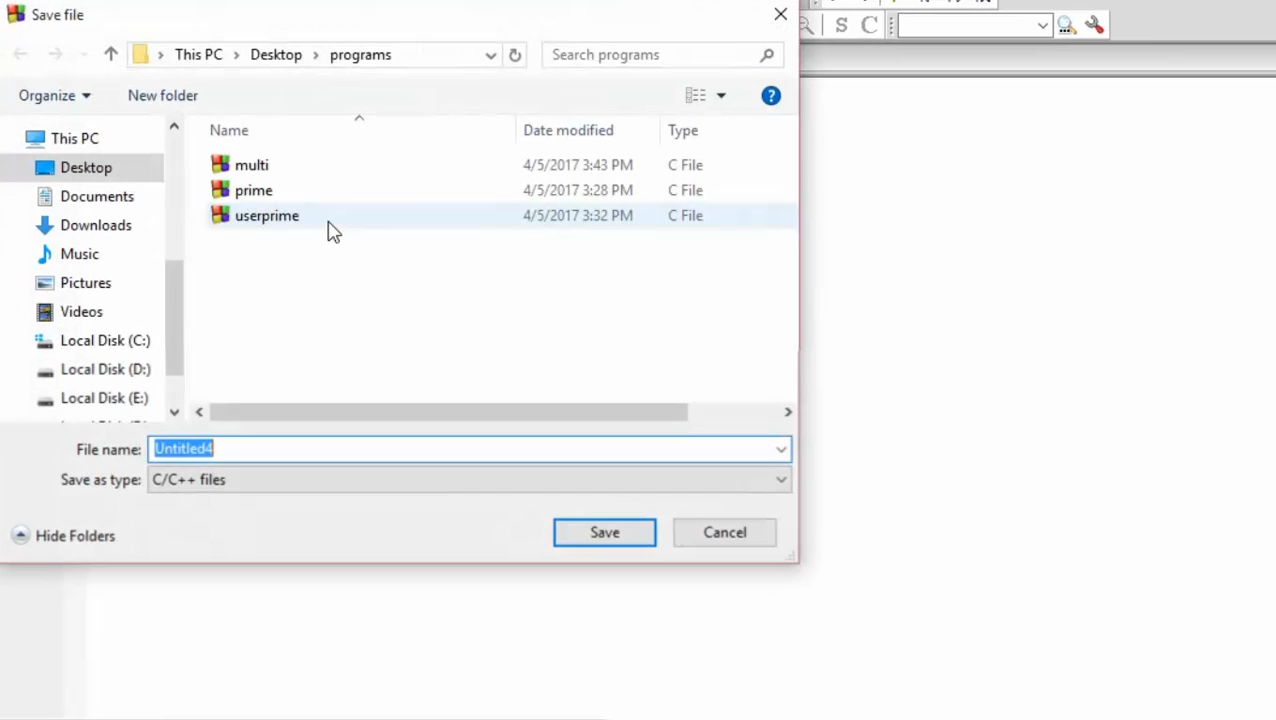 Save file
This PC
Desktop
programs
Search programs
Organize
New folder
?
S C
Name
Date modified
Type
This PC
Desktop
Documents
Downloads
Music
Pictures
Videos
Local Disk (C:)
Local Disk (D:)
Local Disk (E:)
multi 4/5/2017 3:43 PM C File
prime 4/5/2017 3:28 PM C File
userprime 4/5/2017 3:32 PM C File
File name: Untitled4
Save as type: C/C++ files
Hide Folders
Save
Cancel